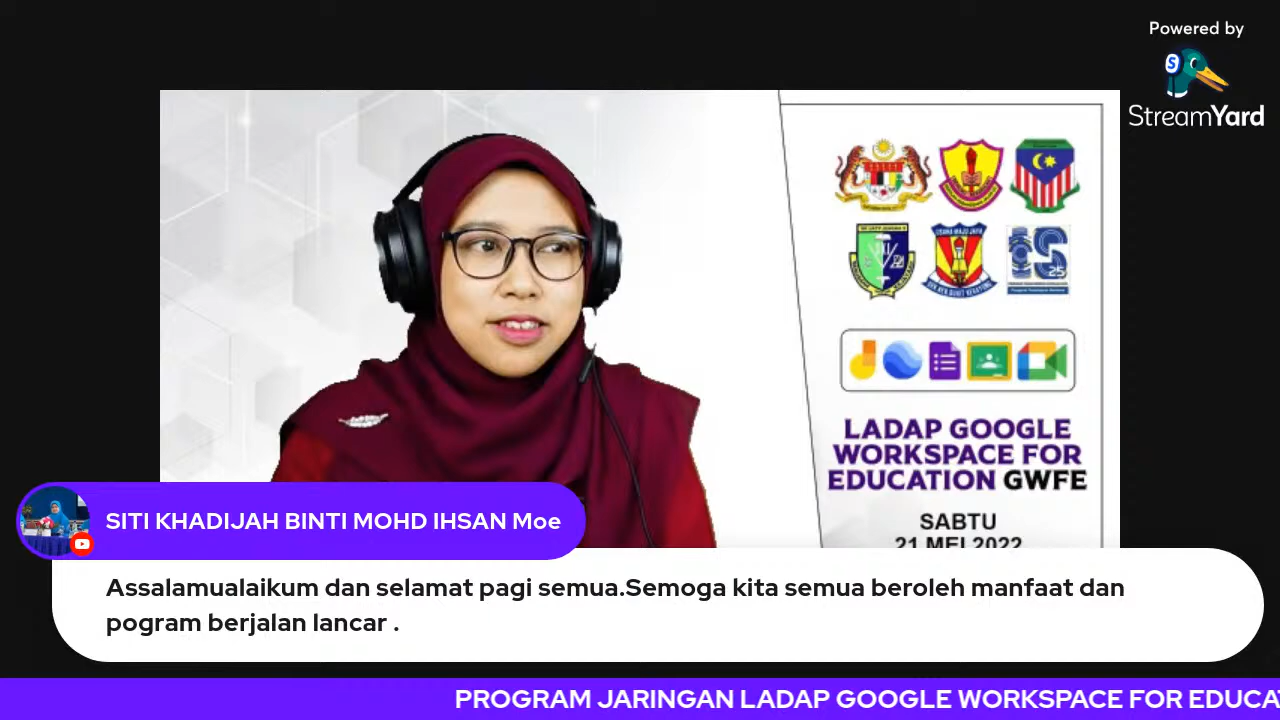 Powered by
StreamYard
LADAP GOOGLE
WORKSPACE FOR
EDUCATION GWFE
SABTU
21 MEI 2022
SITI KHADIJAH BINTI MOHD IHSAN Moe
Assalamualaikum dan selamat pagi semua.Semoga kita semua beroleh manfaat dan
pogram berjalan lancar .
PROGRAM JARINGAN LADAP GOOGLE WORKSPACE FOR EDUCA